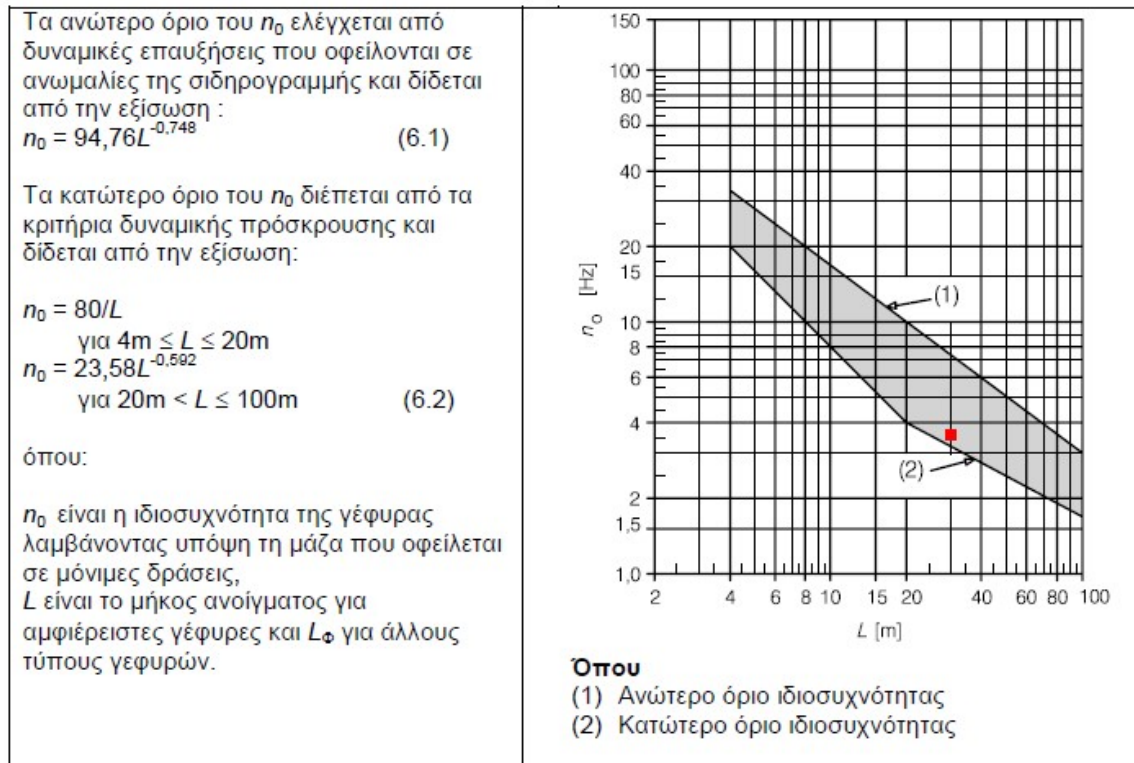 Τα ανώτερο όριο του n₀ ελέγχεται από
δυναμικές επαυξήσεις που οφείλονται σε
ανωμαλίες της σιδηρογραμμής και δίδεται
από την εξίσωση :
n₀ = 94,76L^-0,748 (6.1)
Τα κατώτερο όριο του n₀ διέπεται από τα
κριτήρια δυναμικής πρόσκρουσης και
δίδεται από την εξίσωση:
n₀ = 80/L
για 4m ≤ L ≤ 20m
n₀ = 23,58L^-0,592
για 20m < L ≤ 100m (6.2)
όπου:
n₀ είναι η ιδιοσυχνότητα της γέφυρας
λαμβάνοντας υπόψη τη μάζα που οφείλεται
σε μόνιμες δράσεις,
L είναι το μήκος ανοίγματος για
αμφιέρειστες γέφυρες και L_Φ για άλλους
τύπους γεφυρών.
150
100
80
60
40
20
15
10
8
6
4
2
1,5
1,0
n₀ [Hz]
(1)
(2)
2 4 6 8 10 15 20 40 60 80 100
L [m]
Όπου
(1) Ανώτερο όριο ιδιοσυχνότητας
(2) Κατώτερο όριο ιδιοσυχνότητας